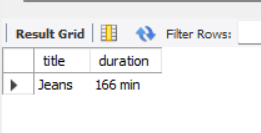 Result Grid Filter Rows:
title duration
Jeans 166 min